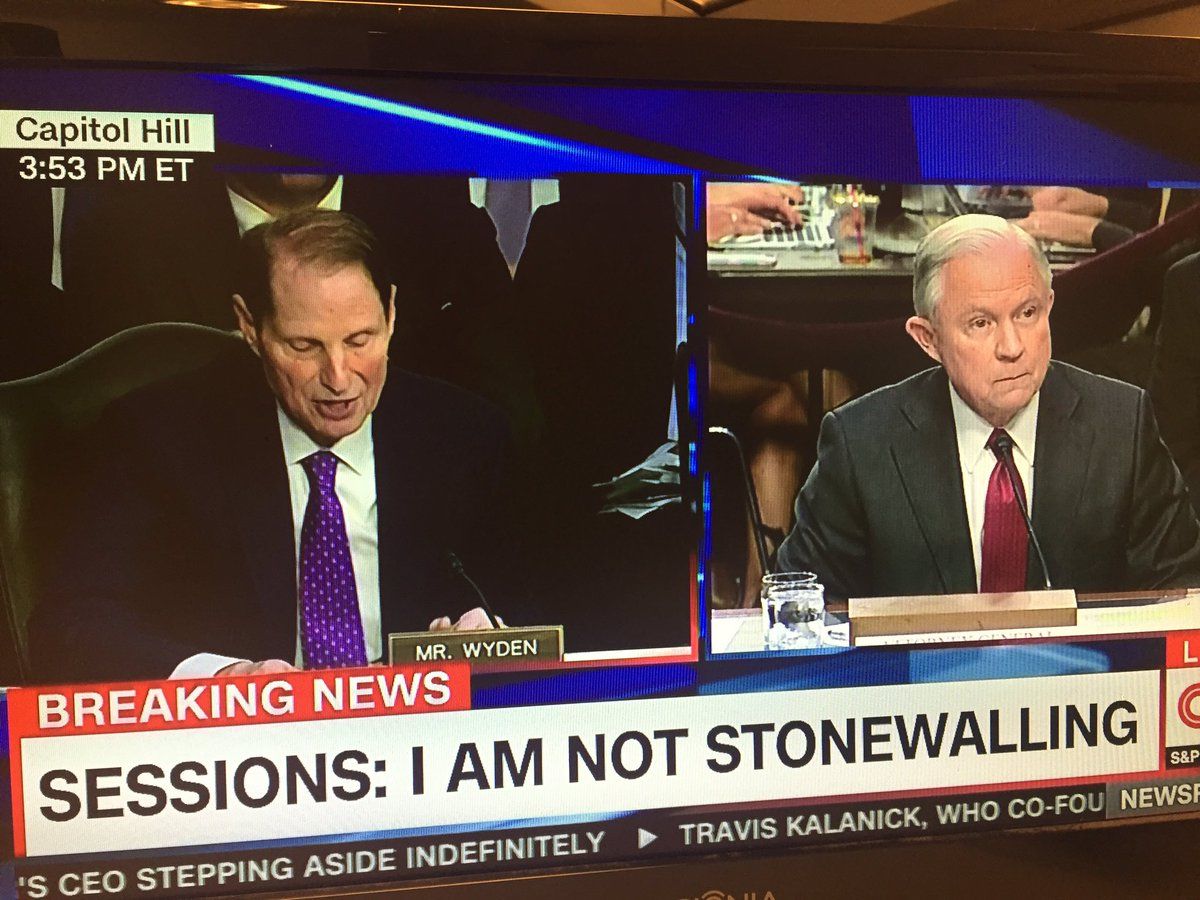 Capitol Hill
3:53 PM ET
MR. WYDEN
BREAKING NEWS
SESSIONS: I AM NOT STONEWALLING
S&P
'S CEO STEPPING ASIDE INDEFINITELY ▶ TRAVIS KALANICK, WHO CO-FOU
NEWSR